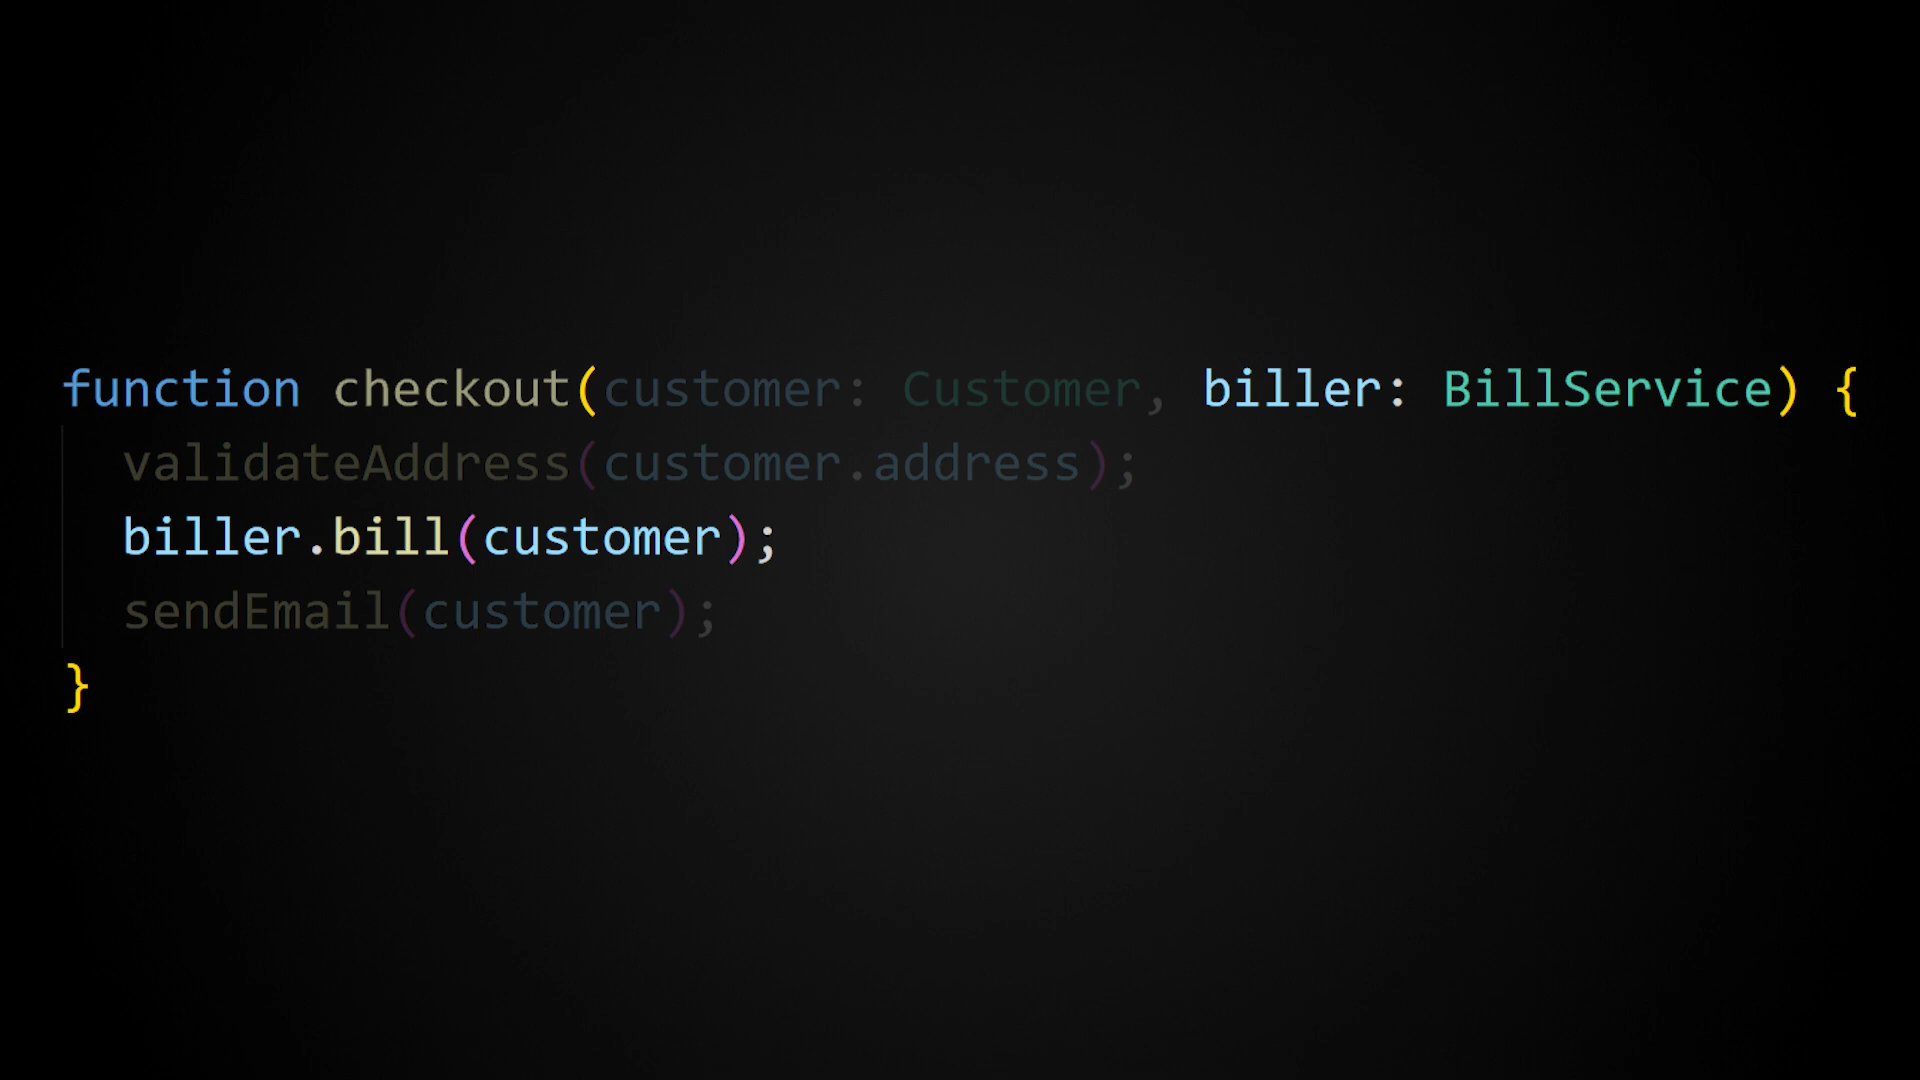 function checkout(customer: Customer, biller: BillService) {
validateAddress(customer.address);
biller.bill(customer);
sendEmail(customer);
}